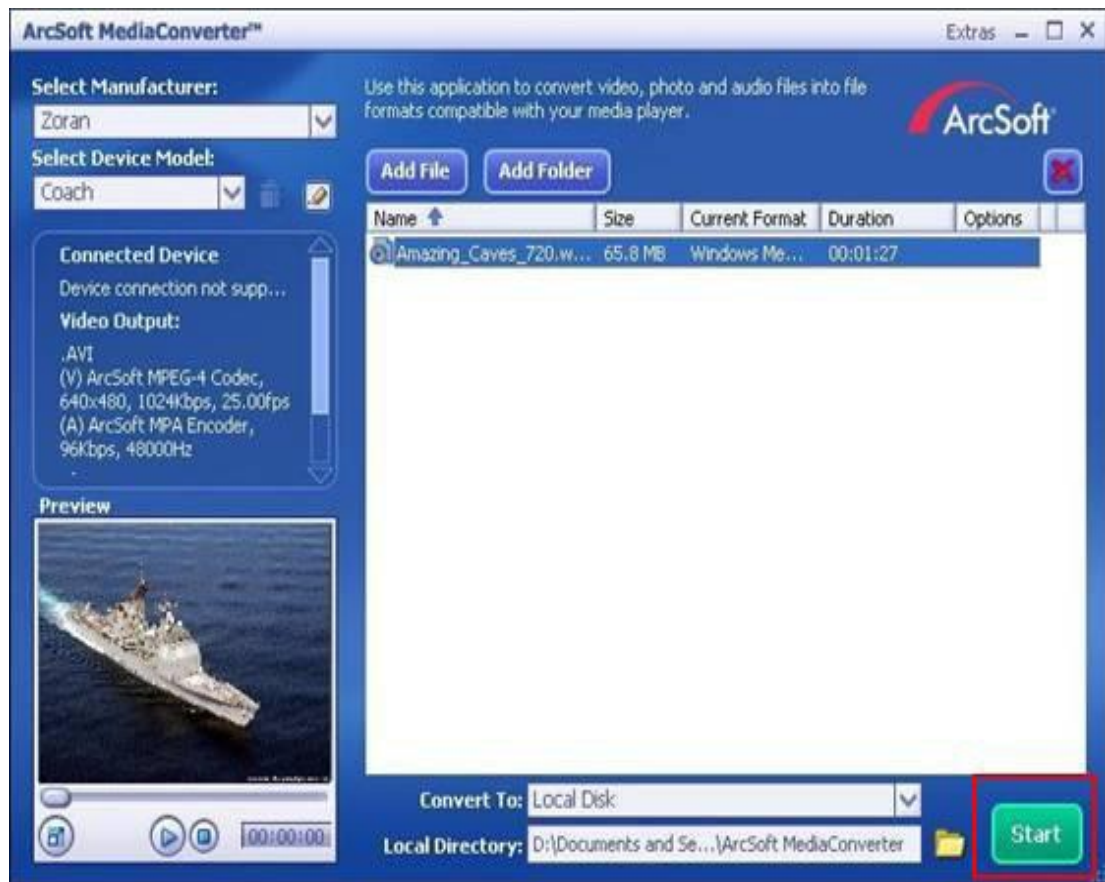 ArcSoft MediaConverter™
Extras
Select Manufacturer:
Zoran
Select Device Model:
Coach
Connected Device
Device connection not supp...
Video Output:
.AVI
(V) ArcSoft MPEG-4 Codec,
640x480, 1024Kbps, 25.00fps
(A) ArcSoft MPA Encoder,
96Kbps, 48000Hz
Preview
00:00:00
Use this application to convert video, photo and audio files into file
formats compatible with your media player.
ArcSoft
Add File
Add Folder
Name Size Current Format Duration Options
Amazing_Caves_720.w... 65.8 MB Windows Me... 00:01:27
Convert To: Local Disk
Local Directory: D:\Documents and Se...\ArcSoft MediaConverter
Start